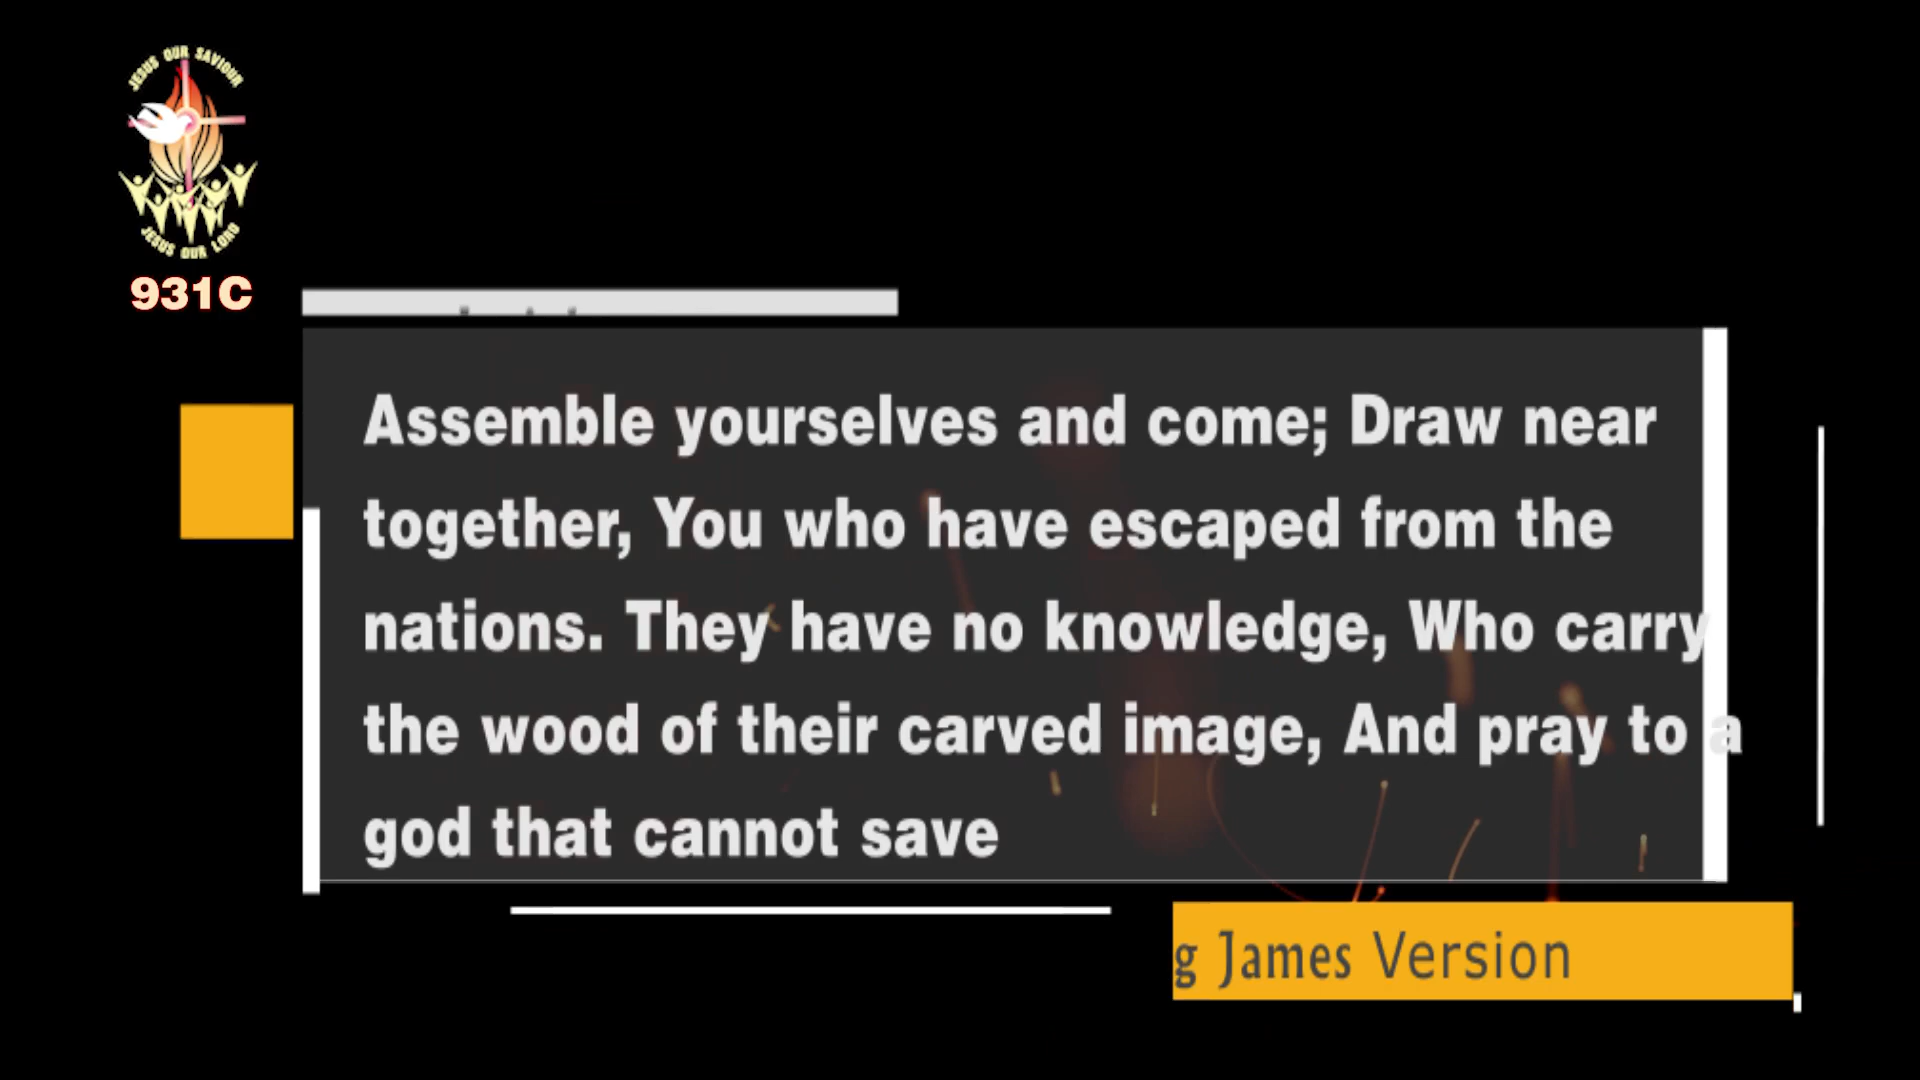 JESUS OUR SAVIOUR
JESUS OUR LORD
931C
Assemble yourselves and come; Draw near
together, You who have escaped from the
nations. They have no knowledge, Who carry
the wood of their carved image, And pray to a
god that cannot save
g James Version